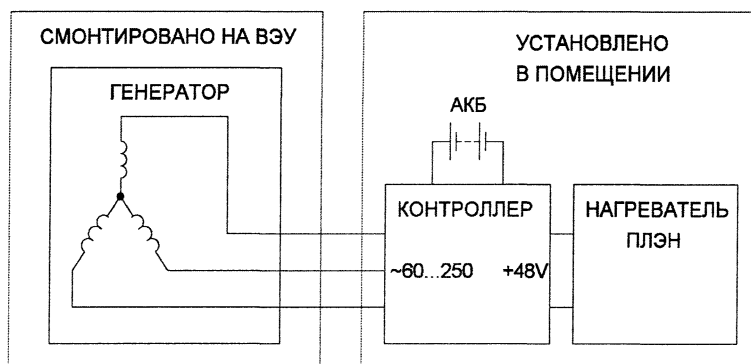 СМОНТИРОВАНО НА ВЭУ
ГЕНЕРАТОР
УСТАНОВЛЕНО
В ПОМЕЩЕНИИ
АКБ
КОНТРОЛЛЕР
~60...250 +48V
НАГРЕВАТЕЛЬ
ПЛЭН